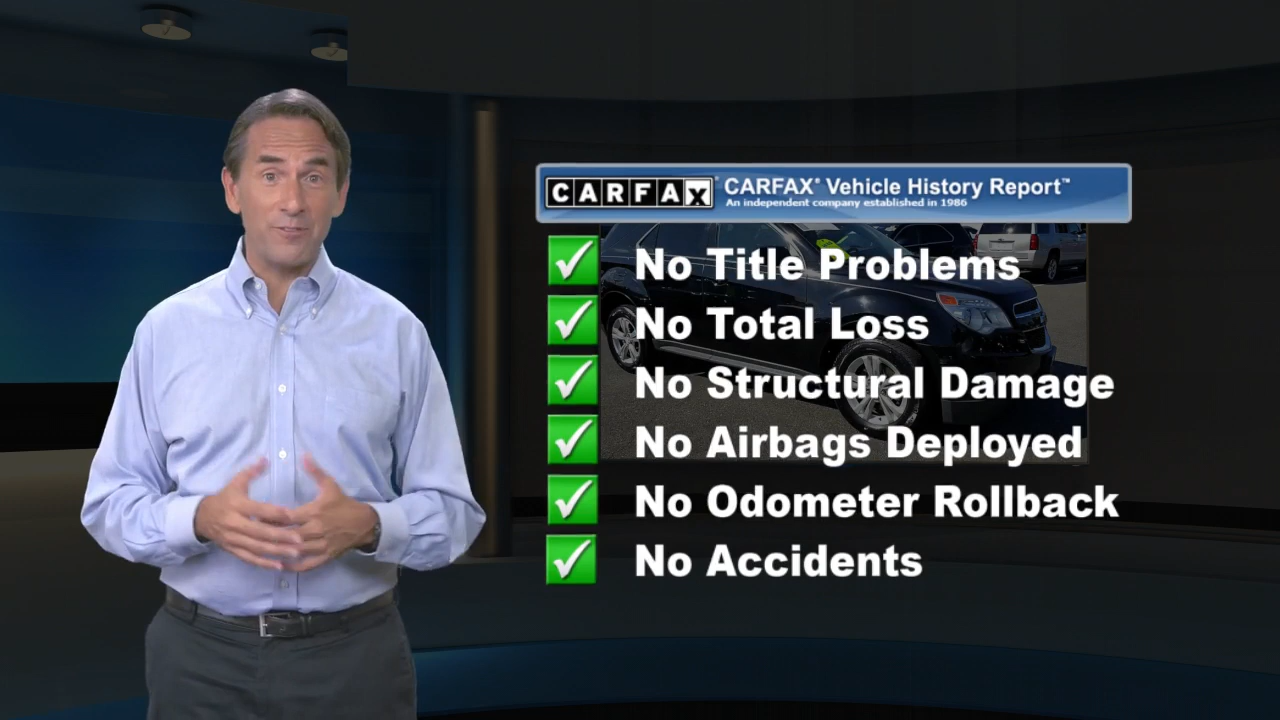 CARFAX® CARFAX® Vehicle History Report™
An independent company established in 1986
No Title Problems
No Total Loss
No Structural Damage
No Airbags Deployed
No Odometer Rollback
No Accidents